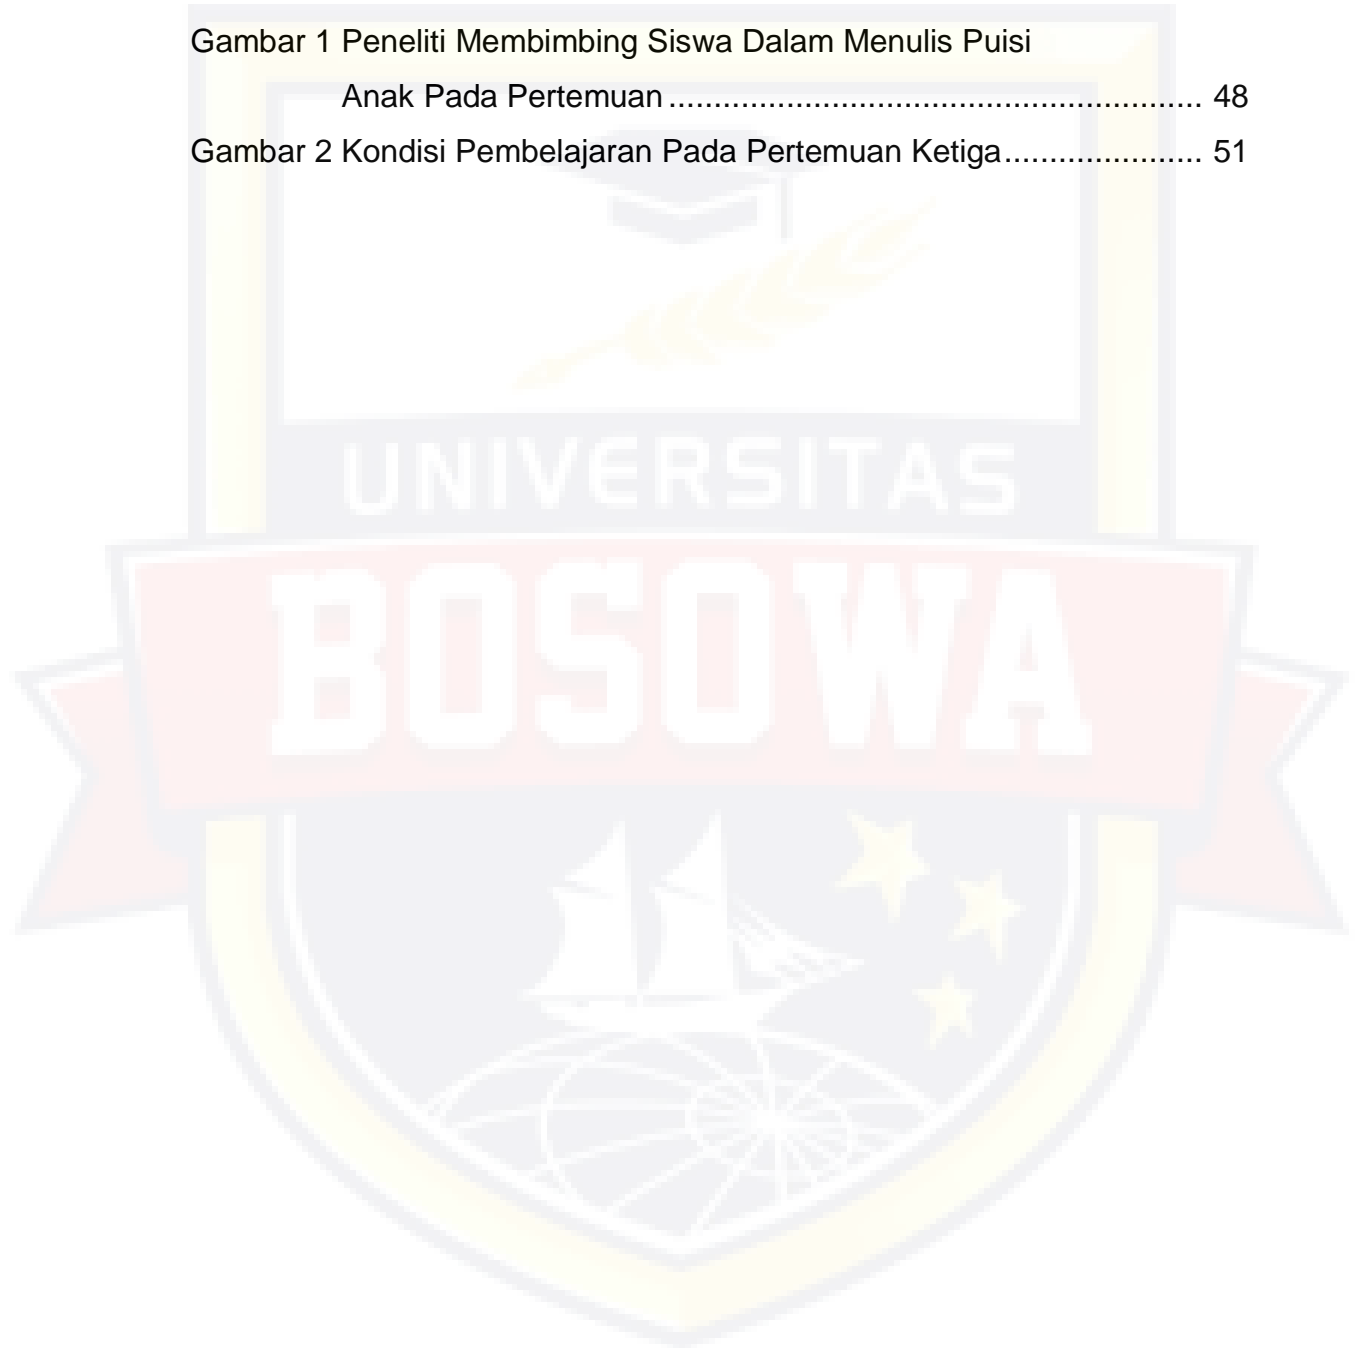 Gambar 1 Peneliti Membimbing Siswa Dalam Menulis Puisi
Anak Pada Pertemuan ........................................................... 48
Gambar 2 Kondisi Pembelajaran Pada Pertemuan Ketiga...................... 51
UNIVERSITAS
BOSOWA